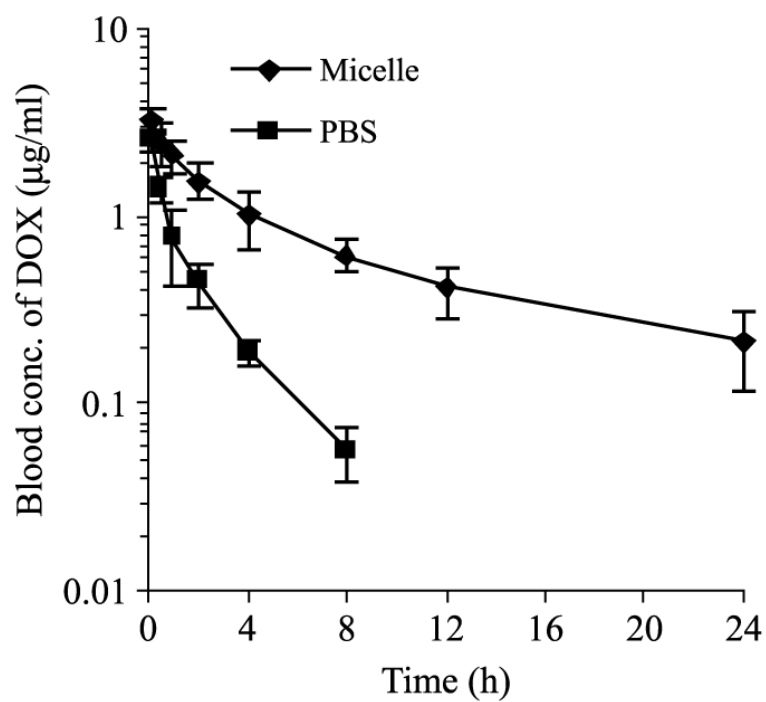 10
Micelle
PBS
1
0.1
0.01
Blood conc. of DOX (µg/ml)
0 4 8 12 16 20 24
Time (h)